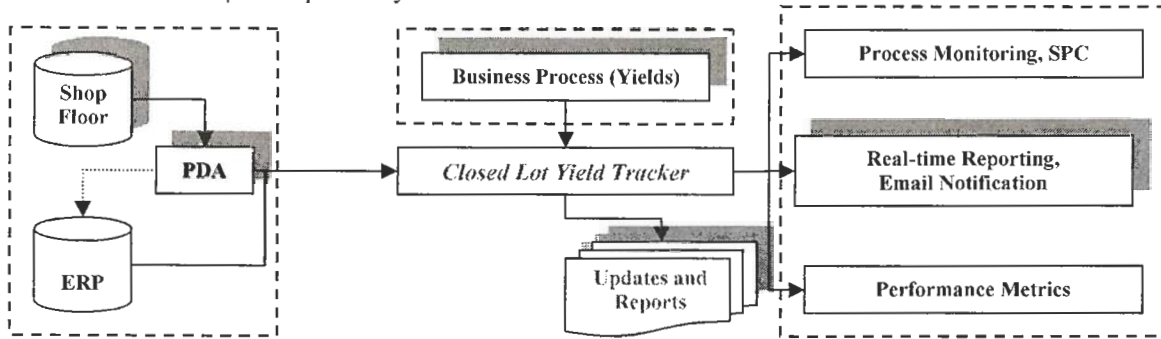 Shop
Floor
PDA
ERP
Business Process (Yields)
Closed Lot Yield Tracker
Updates and
Reports
Process Monitoring, SPC
Real-time Reporting,
Email Notification
Performance Metrics